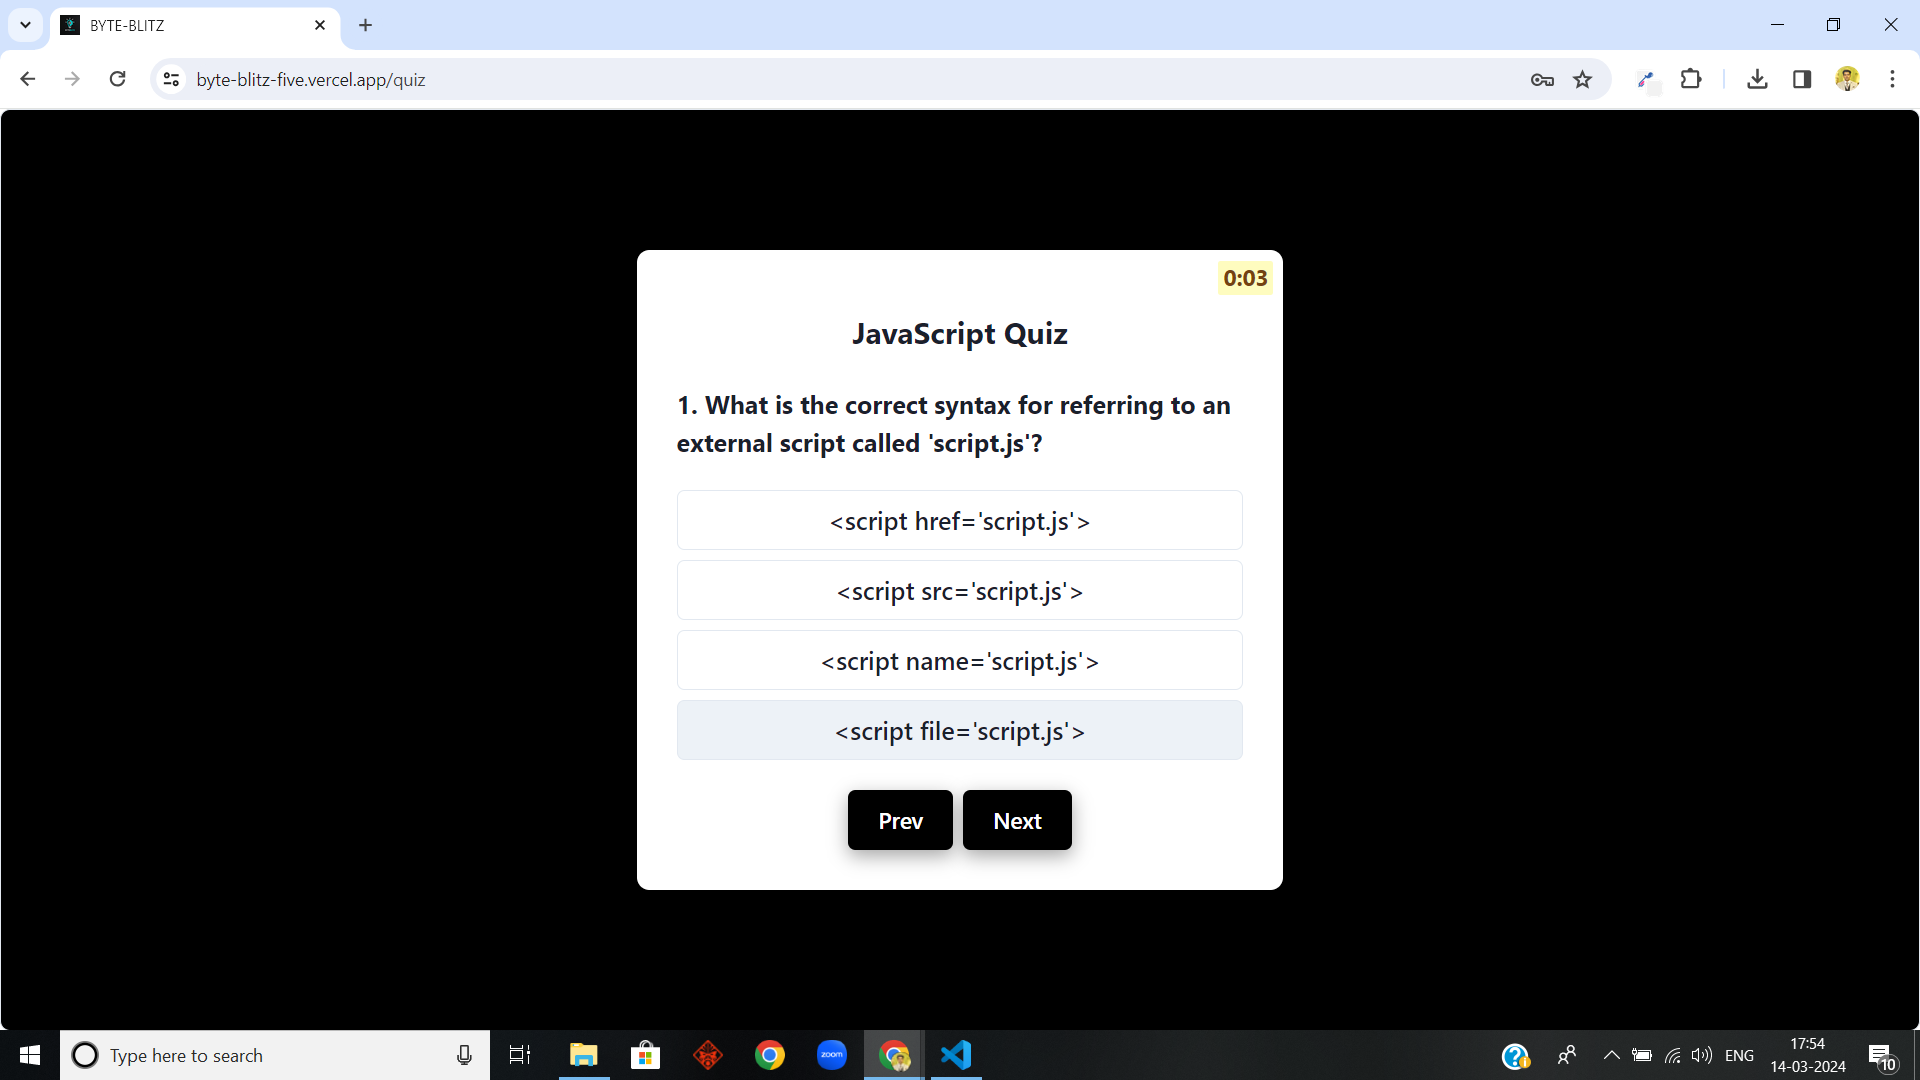 BYTE-BLITZ
byte-blitz-five.vercel.app/quiz
0:03
JavaScript Quiz
1. What is the correct syntax for referring to an
external script called 'script.js'?
<script href='script.js'>
<script src='script.js'>
<script name='script.js'>
<script file='script.js'>
Prev Next
Type here to search
zoom
ENG
17:54
14-03-2024
10